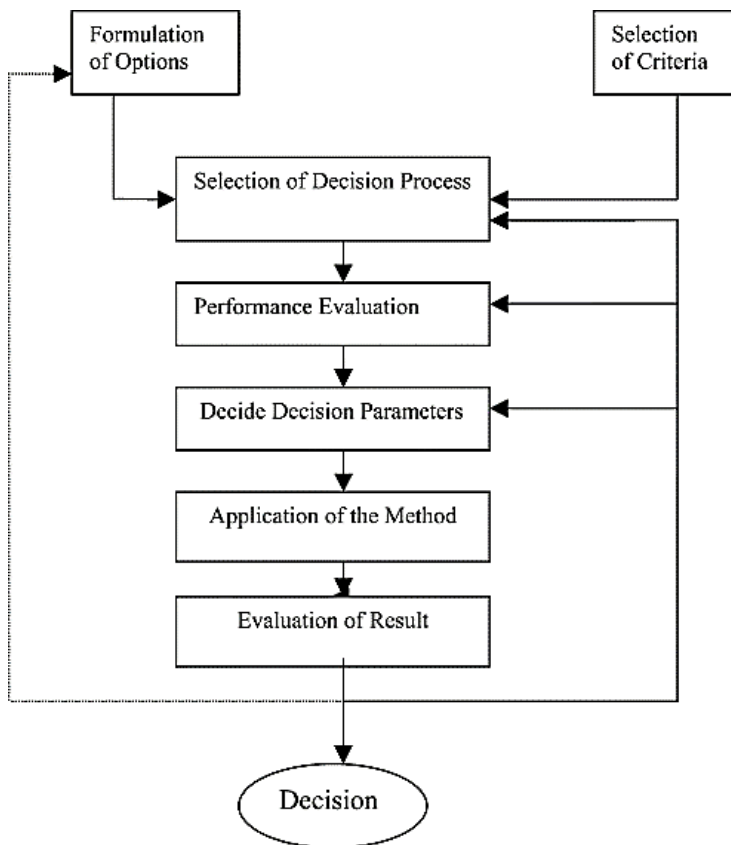 Formulation
of Options
Selection
of Criteria
Selection of Decision Process
Performance Evaluation
Decide Decision Parameters
Application of the Method
Evaluation of Result
Decision